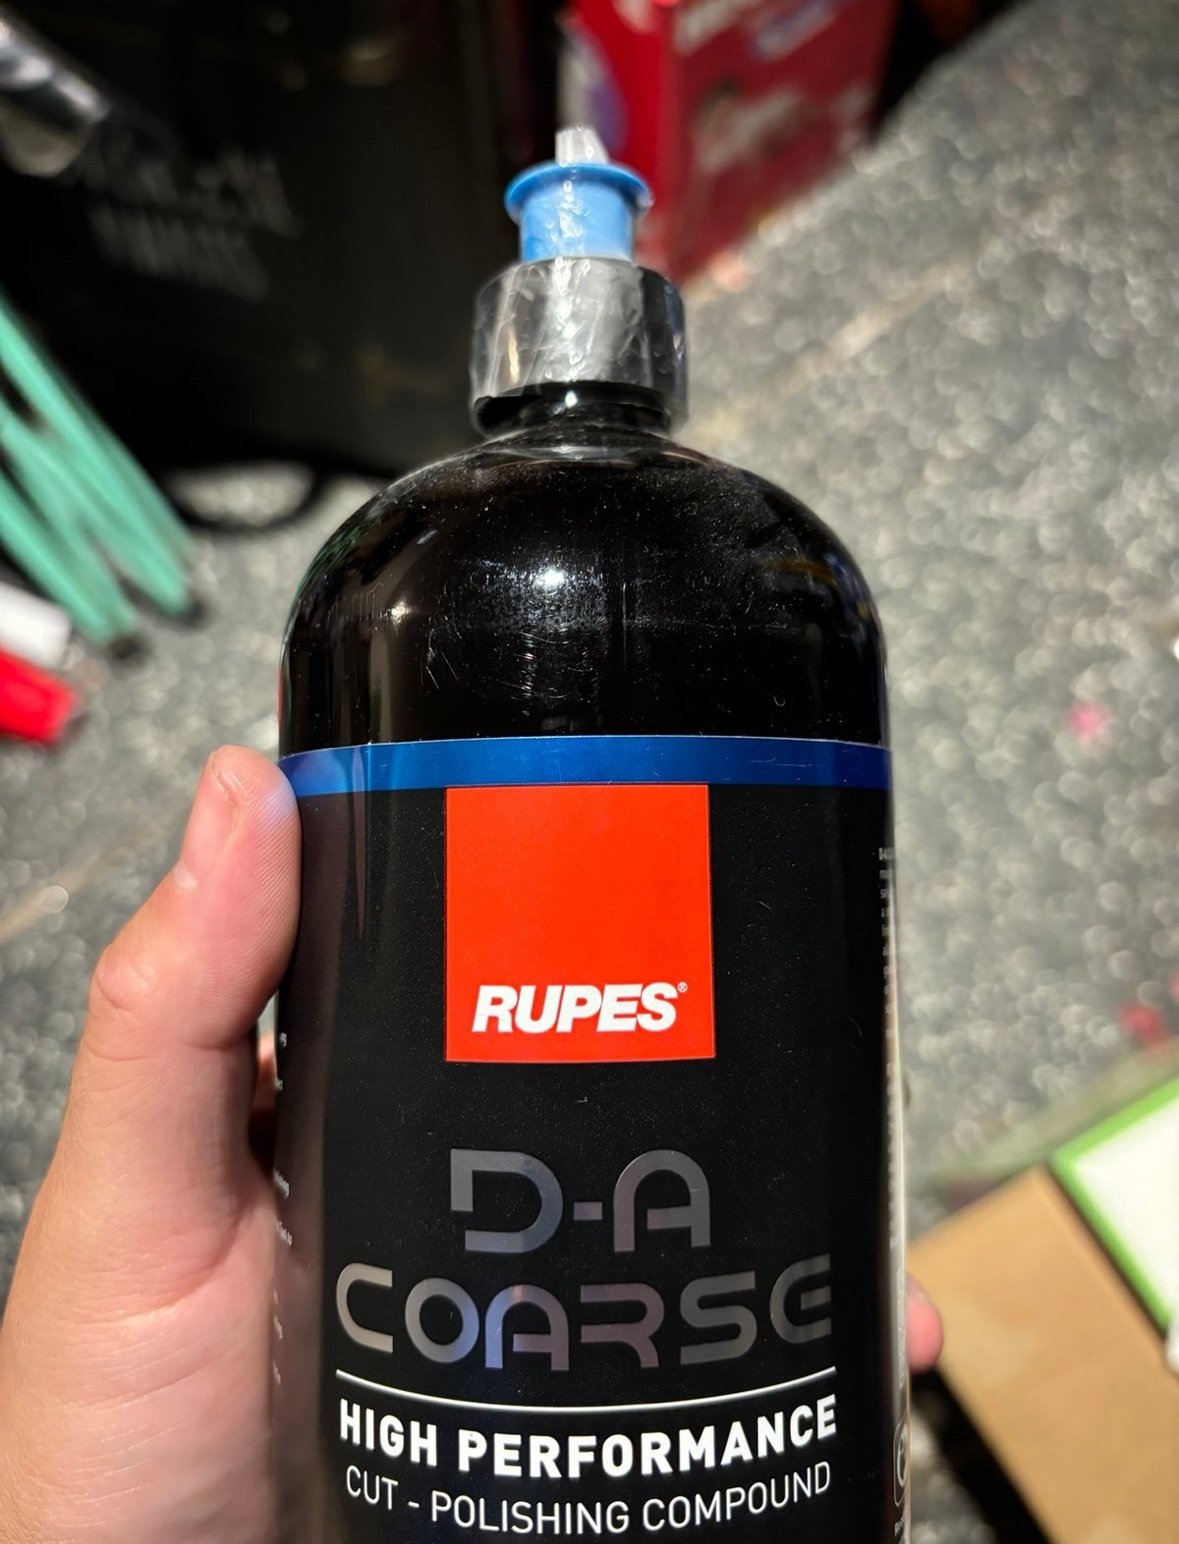 RUPES®
D-A
COARSE
HIGH PERFORMANCE
CUT - POLISHING COMPOUND